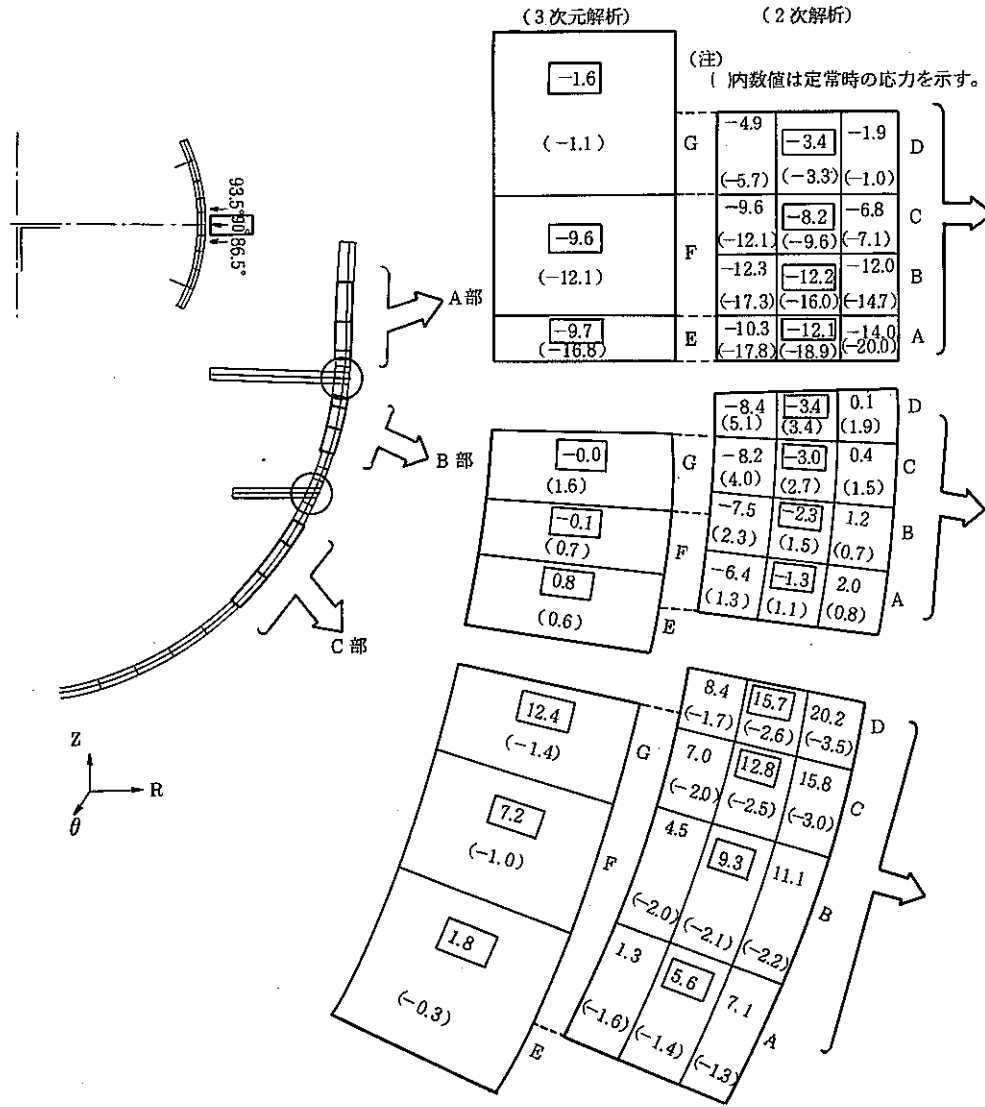 (3次元解析)
(2次解析)
(注)
( )内数値は定常時の応力を示す。
93.5°
90°
86.5°
A部
B部
C部
Z
R
θ
-1.6
(-1.1)
G
-9.6
(-12.1)
F
-9.7
(-16.8)
E
-4.9 -3.4 -1.9 D
(-5.7) (-3.3) (-1.0)
-9.6 -8.2 -6.8 C
(-12.1) (-9.6) (-7.1)
-12.3 -12.2 -12.0 B
(-17.3) (-16.0) (-14.7)
-10.3 -12.1 -14.0 A
(-17.8) (-18.9) (-20.0)
-0.0
(1.6)
G
-0.1
(0.7)
F
0.8
(0.6)
E
-8.4 -3.4 0.1 D
(5.1) (3.4) (1.9)
-8.2 -3.0 0.4 C
(4.0) (2.7) (1.5)
-7.5 -2.3 1.2 B
(2.3) (1.5) (0.7)
-6.4 -1.3 2.0 A
(1.3) (1.1) (0.8)
12.4
(-1.4)
G
7.2
(-1.0)
F
1.8
(-0.3)
E
8.4 15.7 20.2 D
(-1.7) (-2.6) (-3.5)
7.0 12.8 15.8 C
(-2.0) (-2.5) (-3.0)
4.5 9.3 11.1 B
(-2.0) (-2.1) (-2.2)
1.3 5.6 7.1 A
(-1.6) (-1.4) (-1.3)